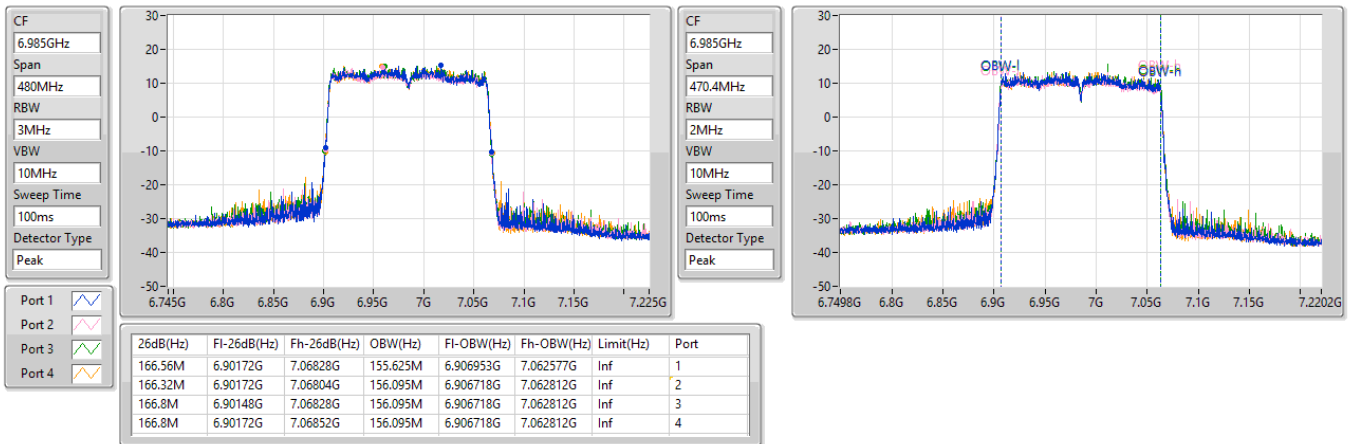 CF
6.985GHz
Span
480MHz
RBW
3MHz
VBW
10MHz
Sweep Time
100ms
Detector Type
Peak
30
20
10
0
-10
-20
-30
-40
-50
6.745G 6.8G 6.85G 6.9G 6.95G 7G 7.05G 7.1G 7.15G 7.225G
CF
6.985GHz
Span
470.4MHz
RBW
2MHz
VBW
10MHz
Sweep Time
100ms
Detector Type
Peak
30
20
10
0
-10
-20
-30
-40
-50
OBW-l OBW-h
6.7498G 6.8G 6.85G 6.9G 6.95G 7G 7.05G 7.1G 7.15G 7.2202G
Port 1
Port 2
Port 3
Port 4
26dB(Hz) Fl-26dB(Hz) Fh-26dB(Hz) OBW(Hz) Fl-OBW(Hz) Fh-OBW(Hz) Limit(Hz) Port
166.56M 6.90172G 7.06828G 155.625M 6.906953G 7.062577G Inf 1
166.32M 6.90172G 7.06804G 156.095M 6.906718G 7.062812G Inf 2
166.8M 6.90148G 7.06828G 156.095M 6.906718G 7.062812G Inf 3
166.8M 6.90172G 7.06852G 156.095M 6.906718G 7.062812G Inf 4